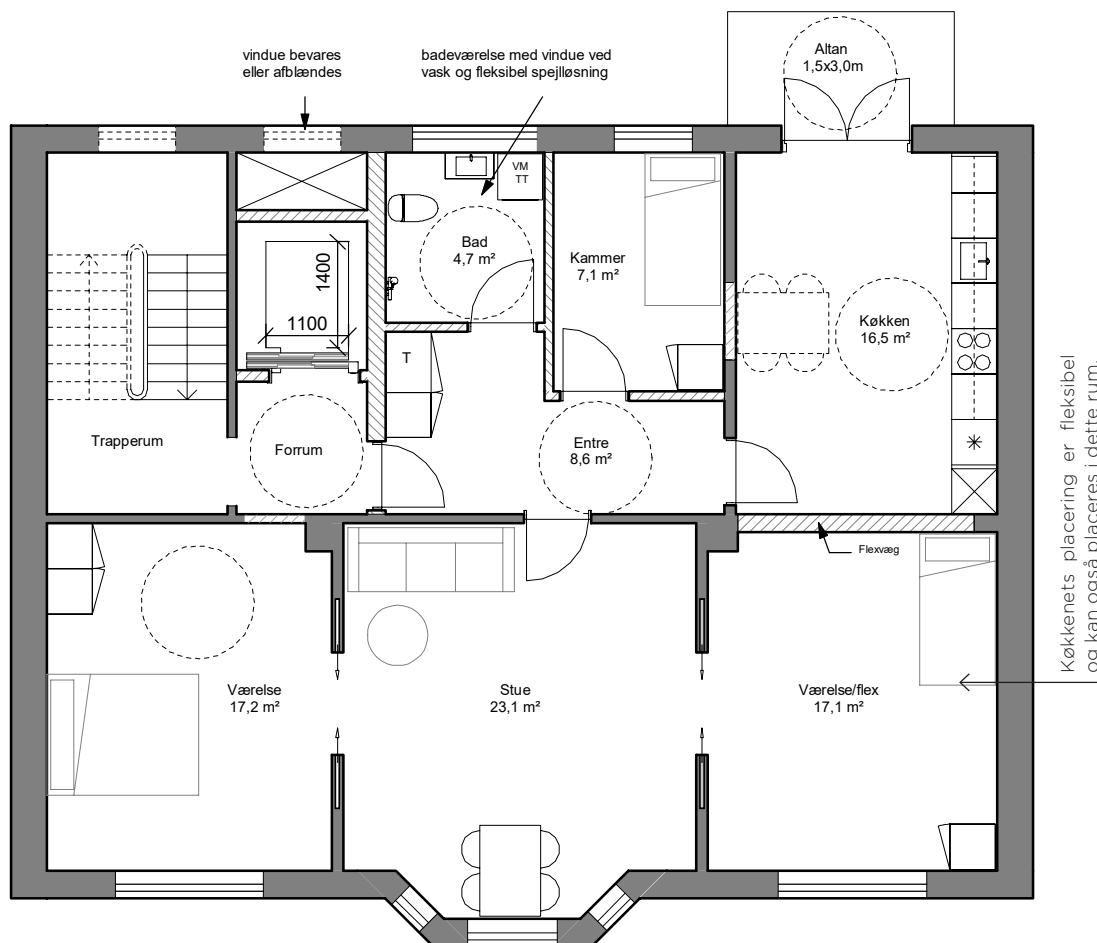 vindue bevares
eller afblændes
badeværelse med vindue ved
vask og fleksibel spejlløsning
Altan
1,5x3,0m
VM
TT
Bad
4,7 m²
Kammer
7,1 m²
1400
1100
Køkken
16,5 m²
T
Trapperum
Forrum
Entre
8,6 m²
Flexvæg
Køkkenets placering er fleksibel
og kan også placeres i dette rum.
Værelse
17,2 m²
Stue
23,1 m²
Værelse/flex
17,1 m²